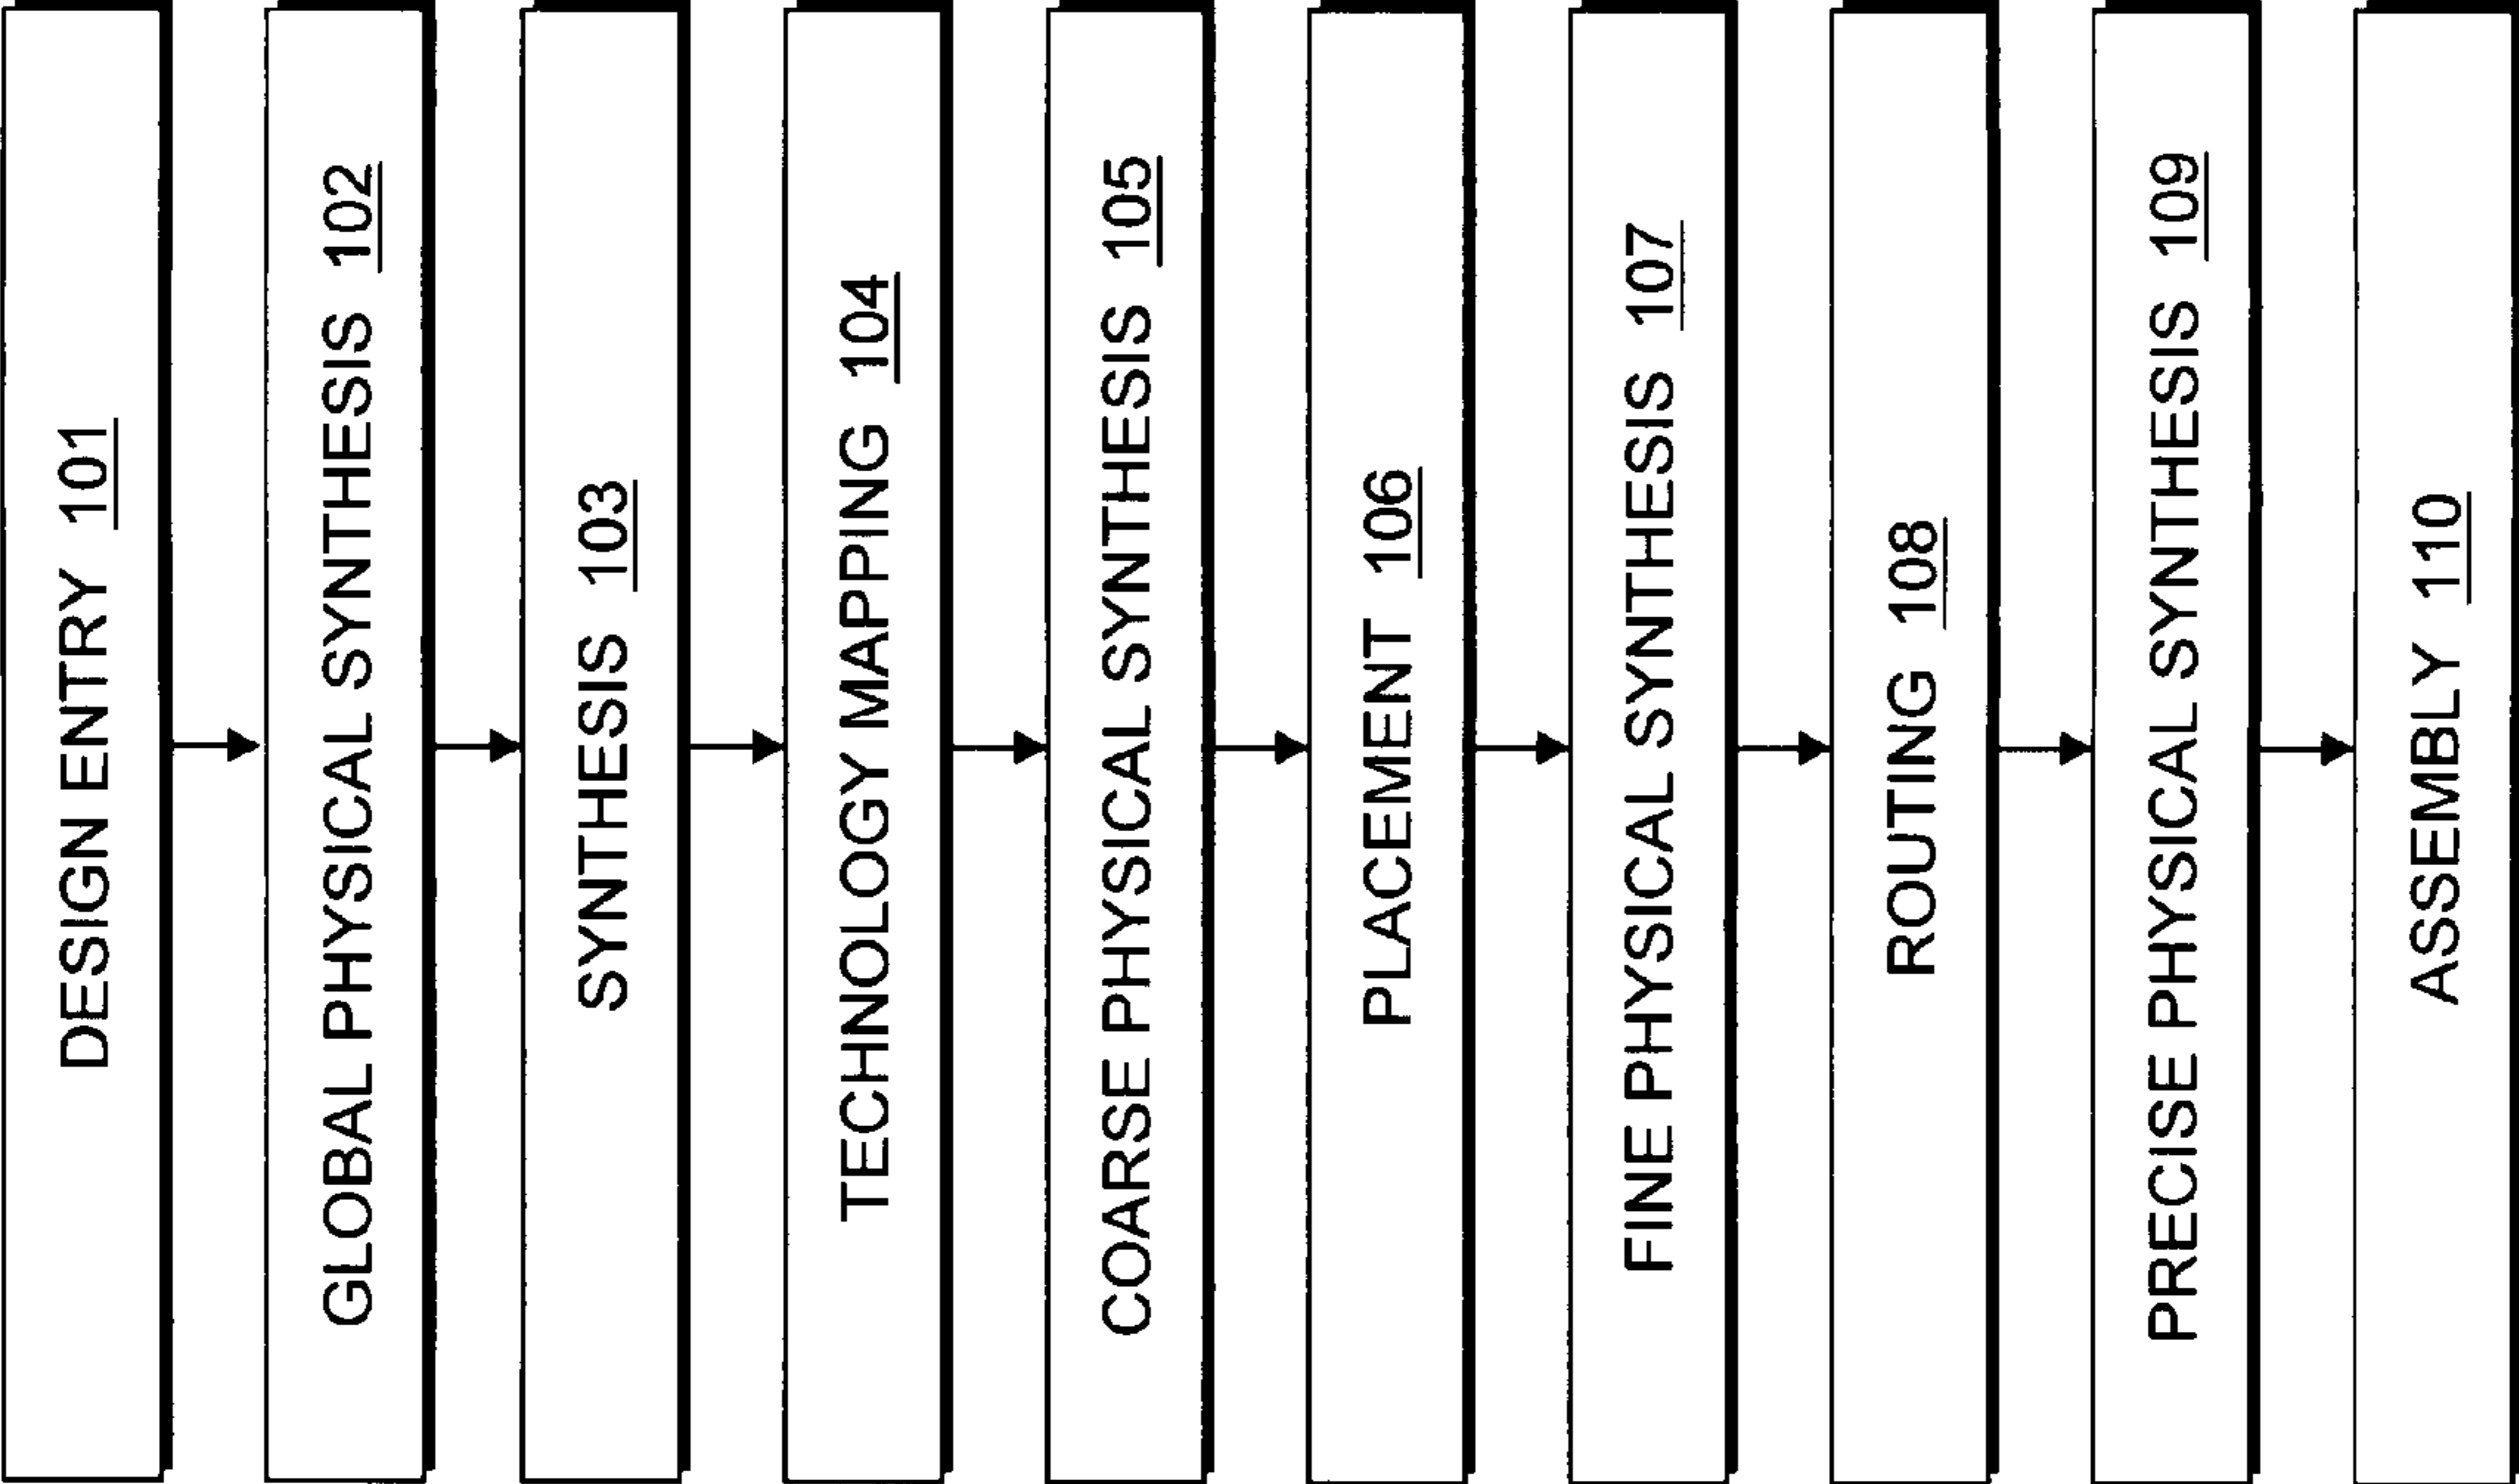 DESIGN ENTRY 101
GLOBAL PHYSICAL SYNTHESIS 102
SYNTHESIS 103
TECHNOLOGY MAPPING 104
COARSE PHYSICAL SYNTHESIS 105
PLACEMENT 106
FINE PHYSICAL SYNTHESIS 107
ROUTING 108
PRECISE PHYSICAL SYNTHESIS 109
ASSEMBLY 110